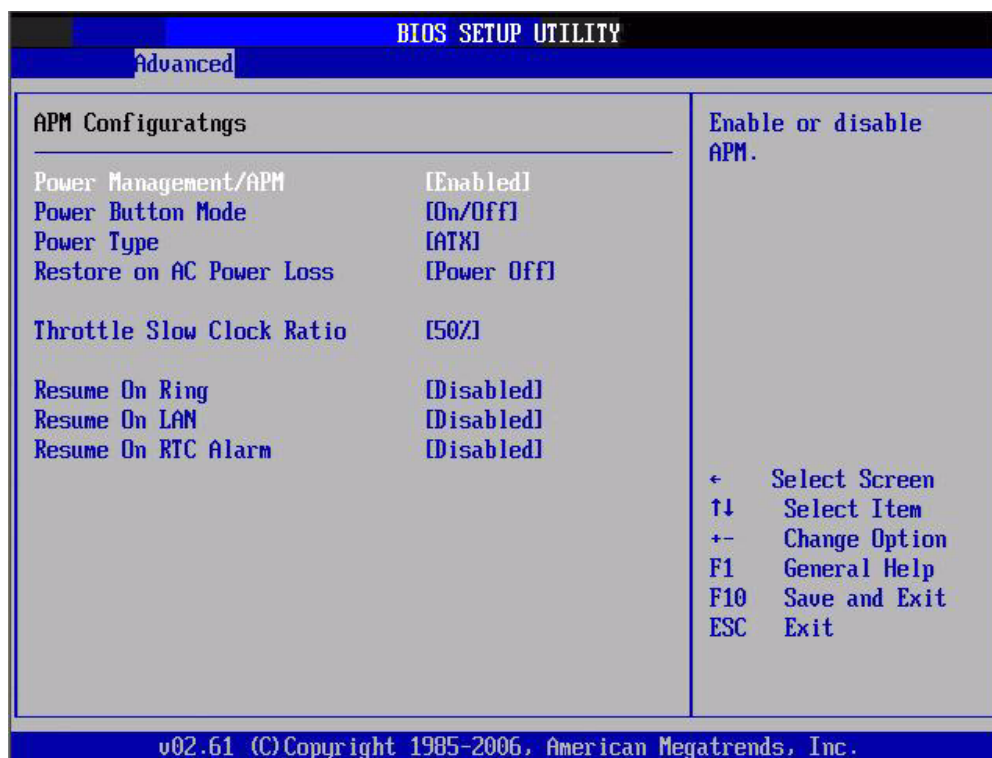 BIOS SETUP UTILITY
Advanced
APM Configuratngs
Power Management/APM [Enabled]
Power Button Mode [On/Off]
Power Type [ATX]
Restore on AC Power Loss [Power Off]
Throttle Slow Clock Ratio [50%]
Resume On Ring [Disabled]
Resume On LAN [Disabled]
Resume On RTC Alarm [Disabled]
Enable or disable
APM.
← Select Screen
↑↓ Select Item
+- Change Option
F1 General Help
F10 Save and Exit
ESC Exit
v02.61 (C)Copyright 1985-2006, American Megatrends, Inc.